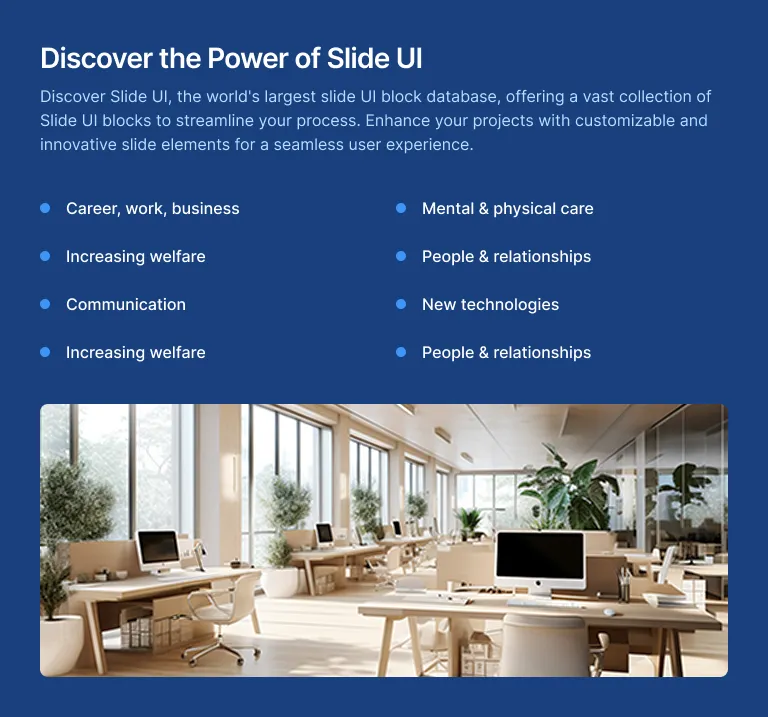 Discover the Power of Slide UI
Discover Slide UI, the world's largest slide UI block database, offering a vast collection of
Slide UI blocks to streamline your process. Enhance your projects with customizable and
innovative slide elements for a seamless user experience.
Career, work, business
Mental & physical care
Increasing welfare
People & relationships
Communication
New technologies
Increasing welfare
People & relationships